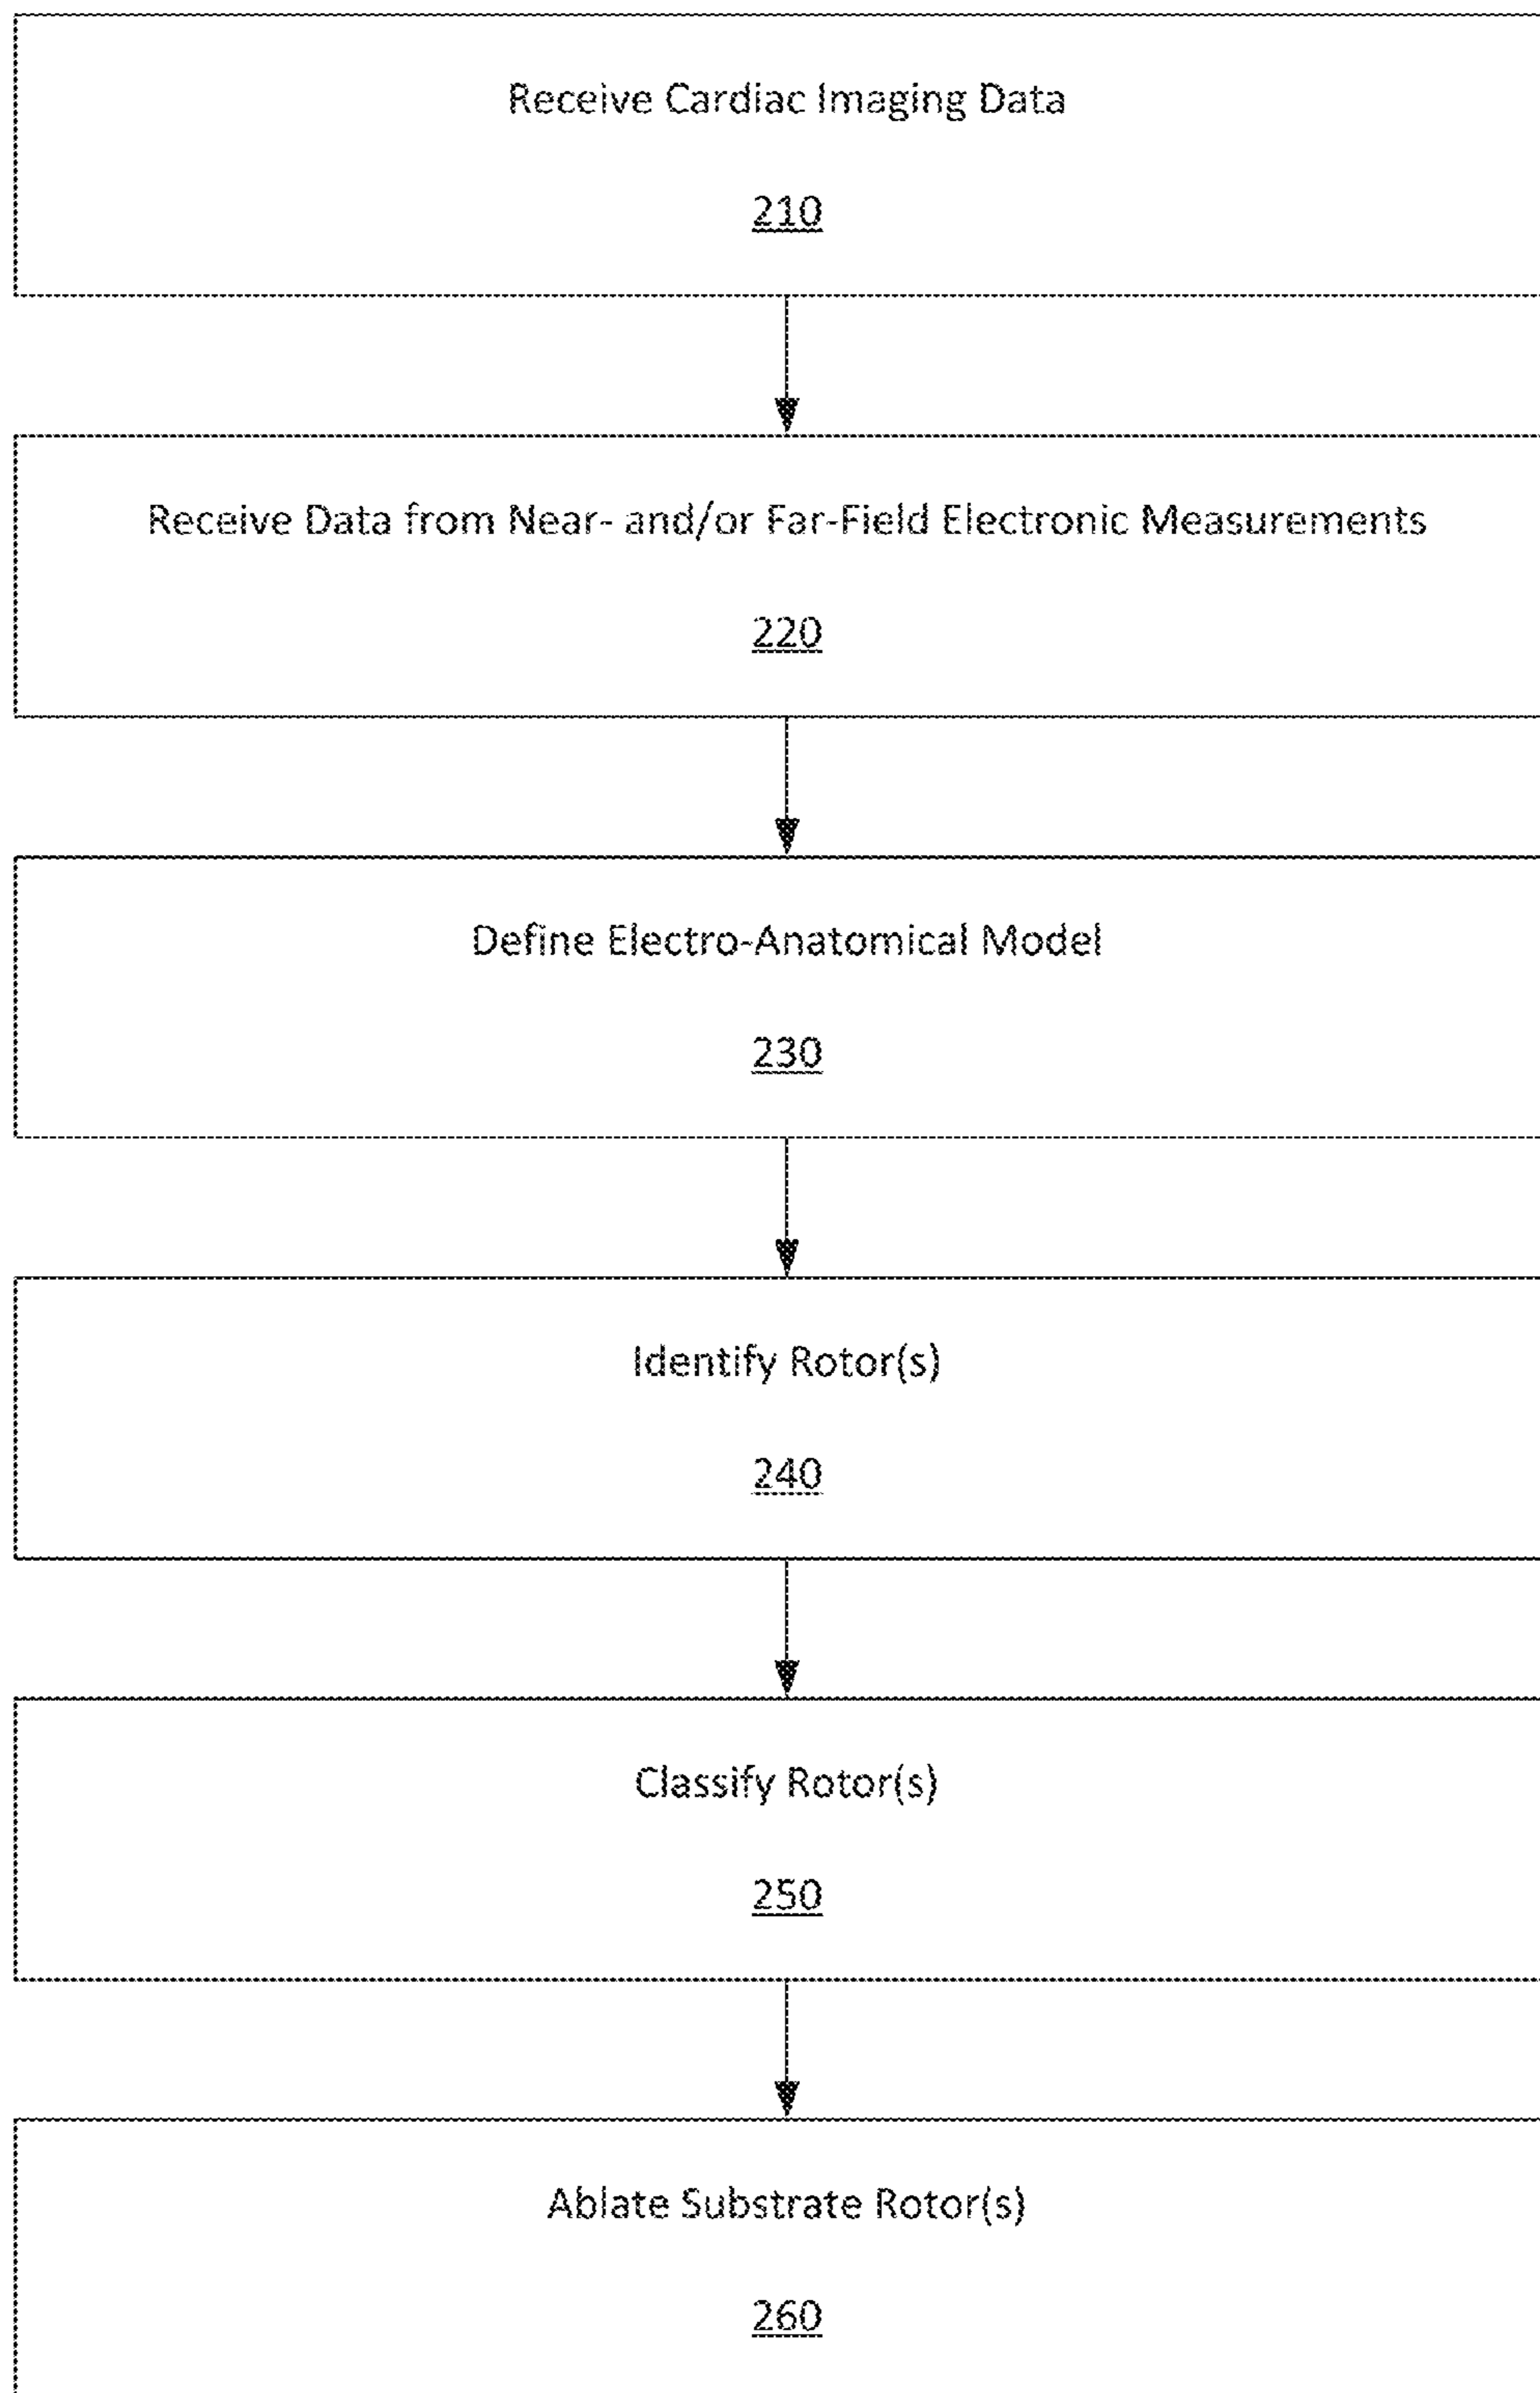 Receive Cardiac Imaging Data
210
Receive Data from Near- and/or Far-Field Electronic Measurements
220
Define Electro-Anatomical Model
230
Identify Rotor(s)
240
Classify Rotor(s)
250
Ablate Substrate Rotor(s)
260